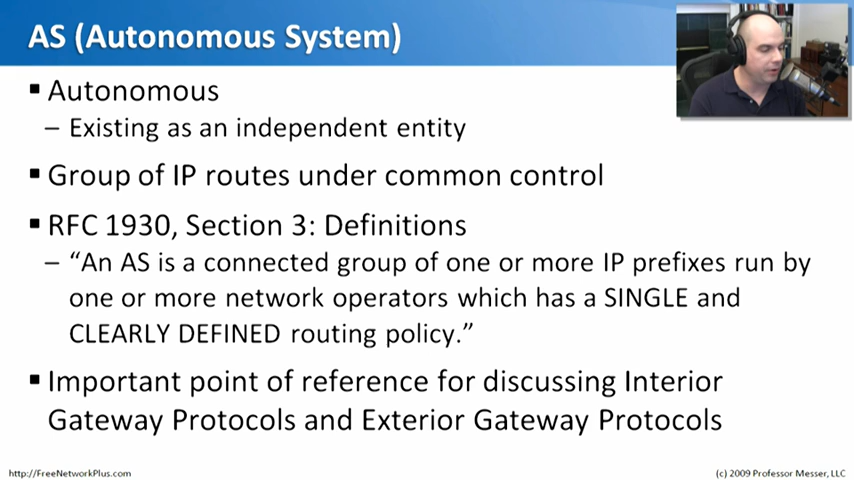 AS (Autonomous System)
▪ Autonomous
– Existing as an independent entity
▪ Group of IP routes under common control
▪ RFC 1930, Section 3: Definitions
– “An AS is a connected group of one or more IP prefixes run by
one or more network operators which has a SINGLE and
CLEARLY DEFINED routing policy.”
▪ Important point of reference for discussing Interior
Gateway Protocols and Exterior Gateway Protocols
http://FreeNetworkPlus.com
(c) 2009 Professor Messer, LLC